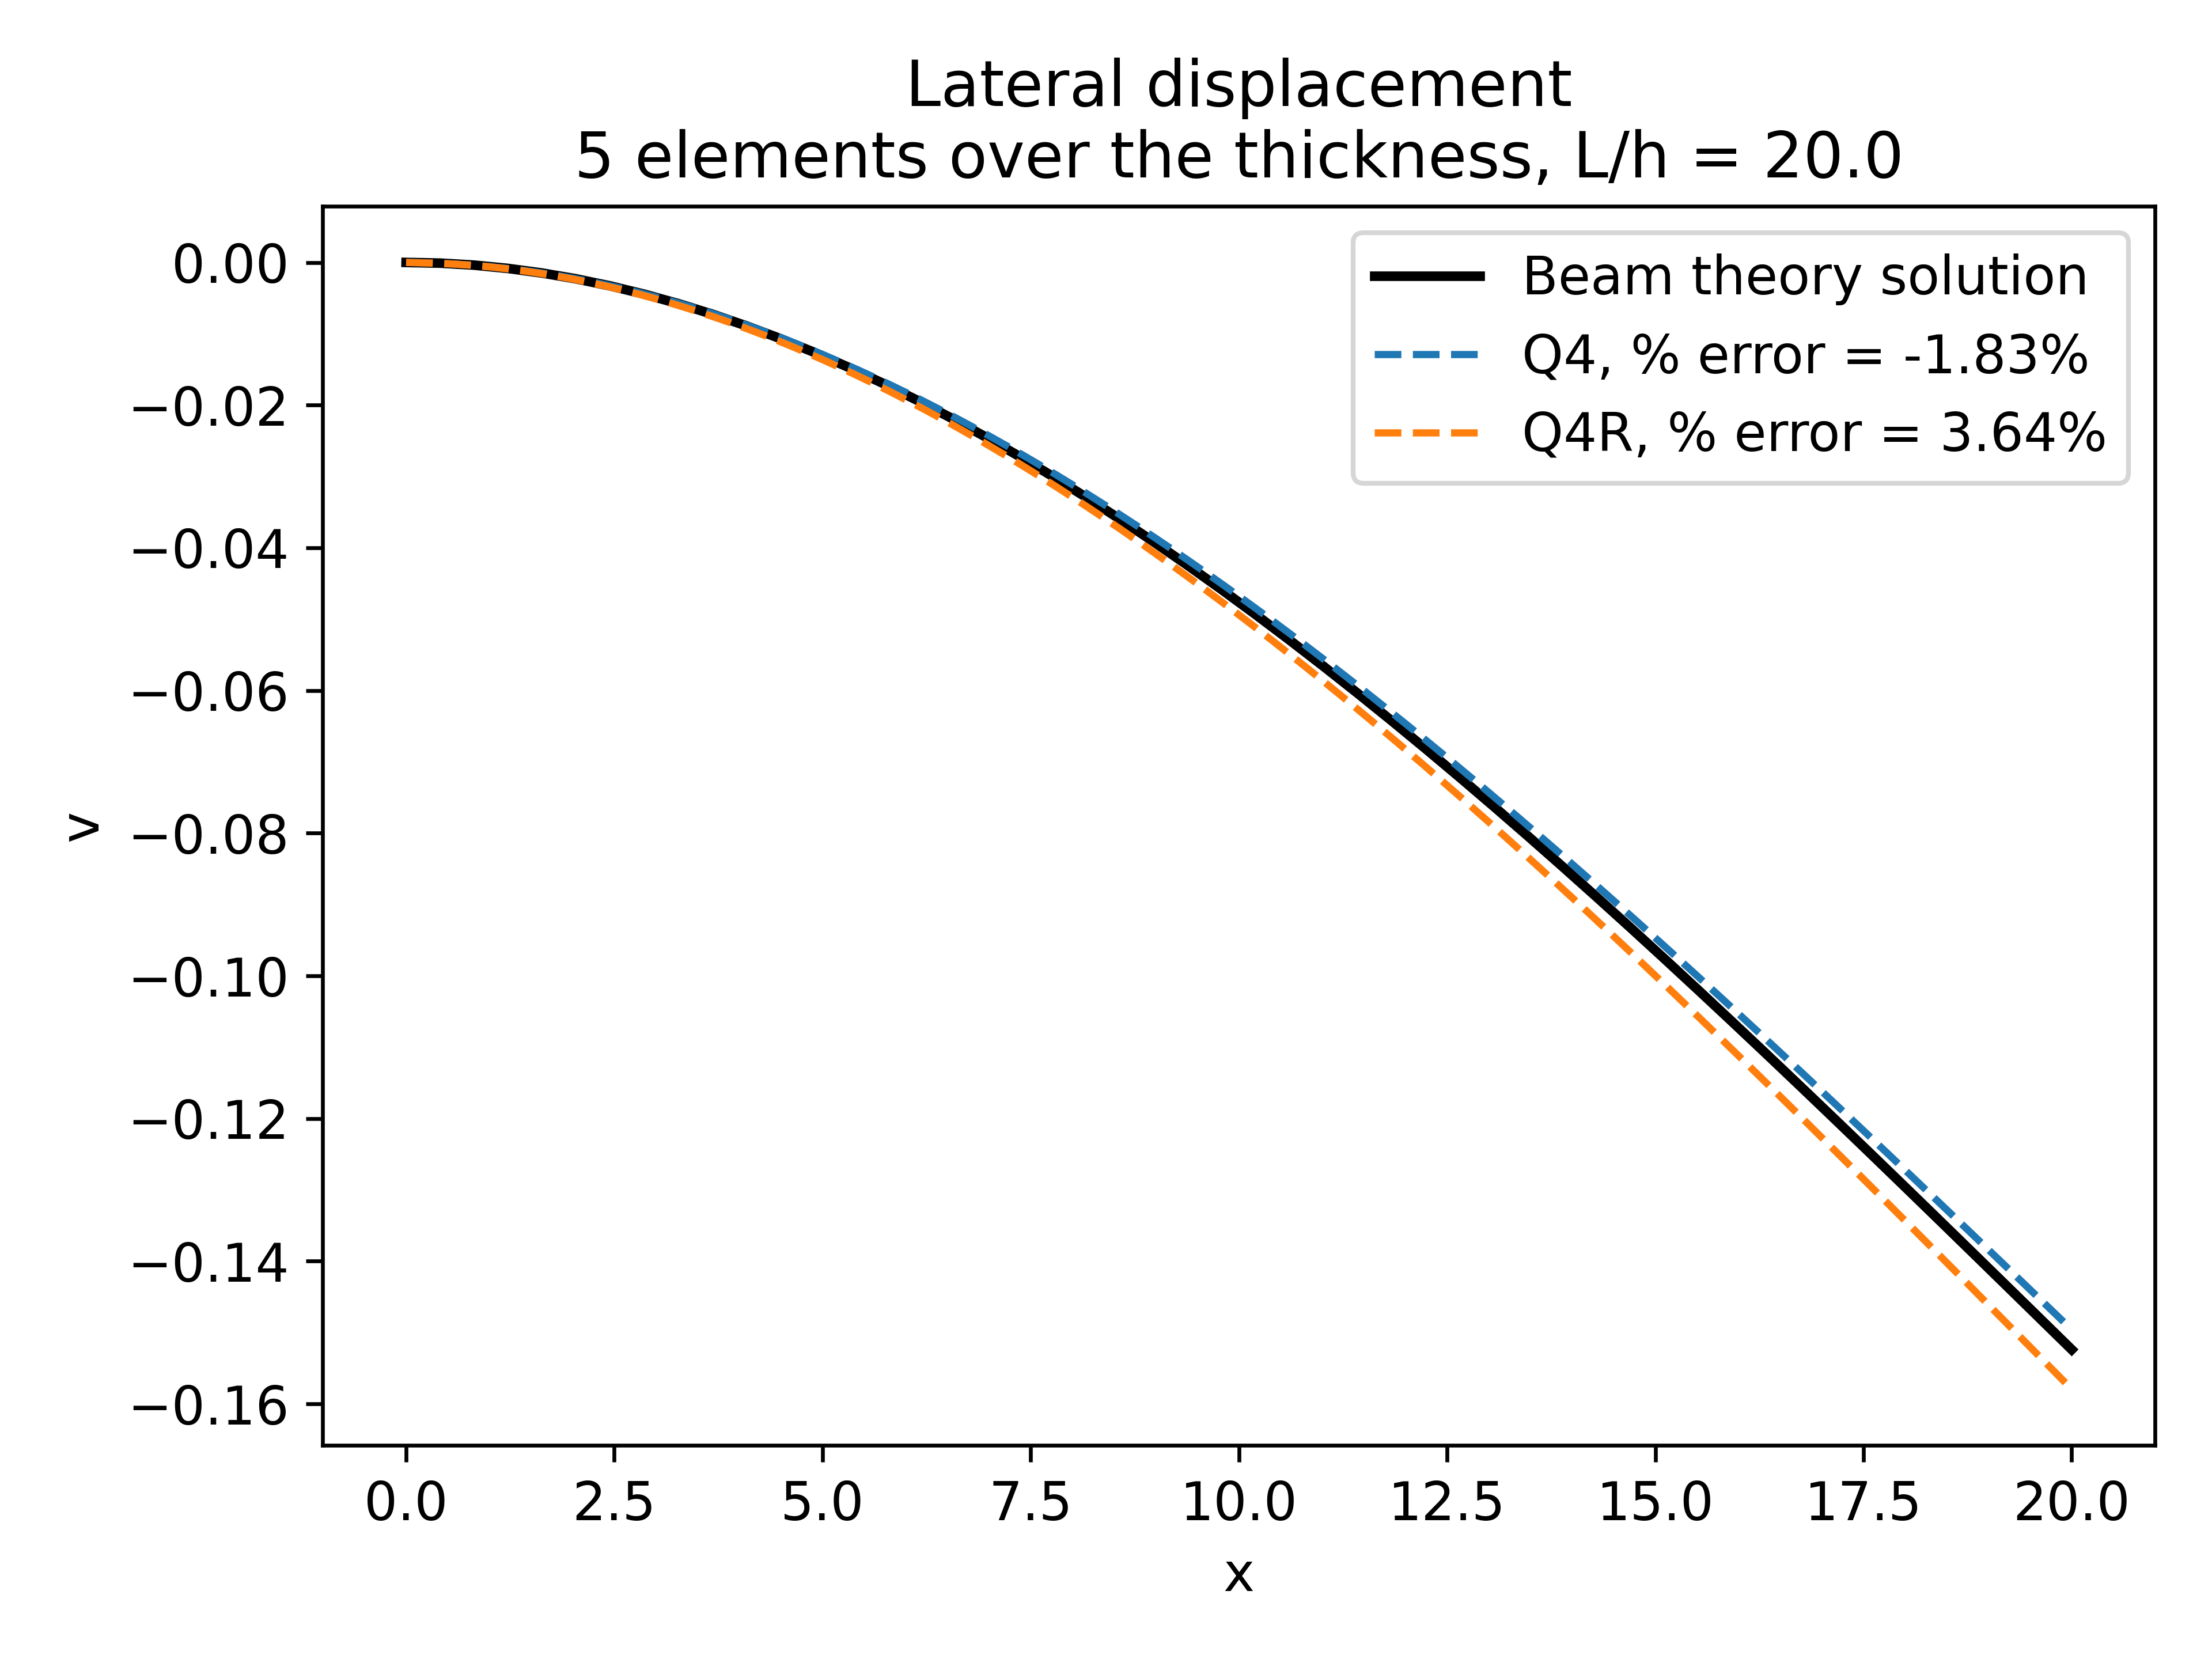 Lateral displacement
5 elements over the thickness, L/h = 20.0
Beam theory solution
Q4, % error = -1.83%
Q4R, % error = 3.64%
0.00
−0.02
−0.04
−0.06
−0.08
−0.10
−0.12
−0.14
−0.16
v
0.0 2.5 5.0 7.5 10.0 12.5 15.0 17.5 20.0
x